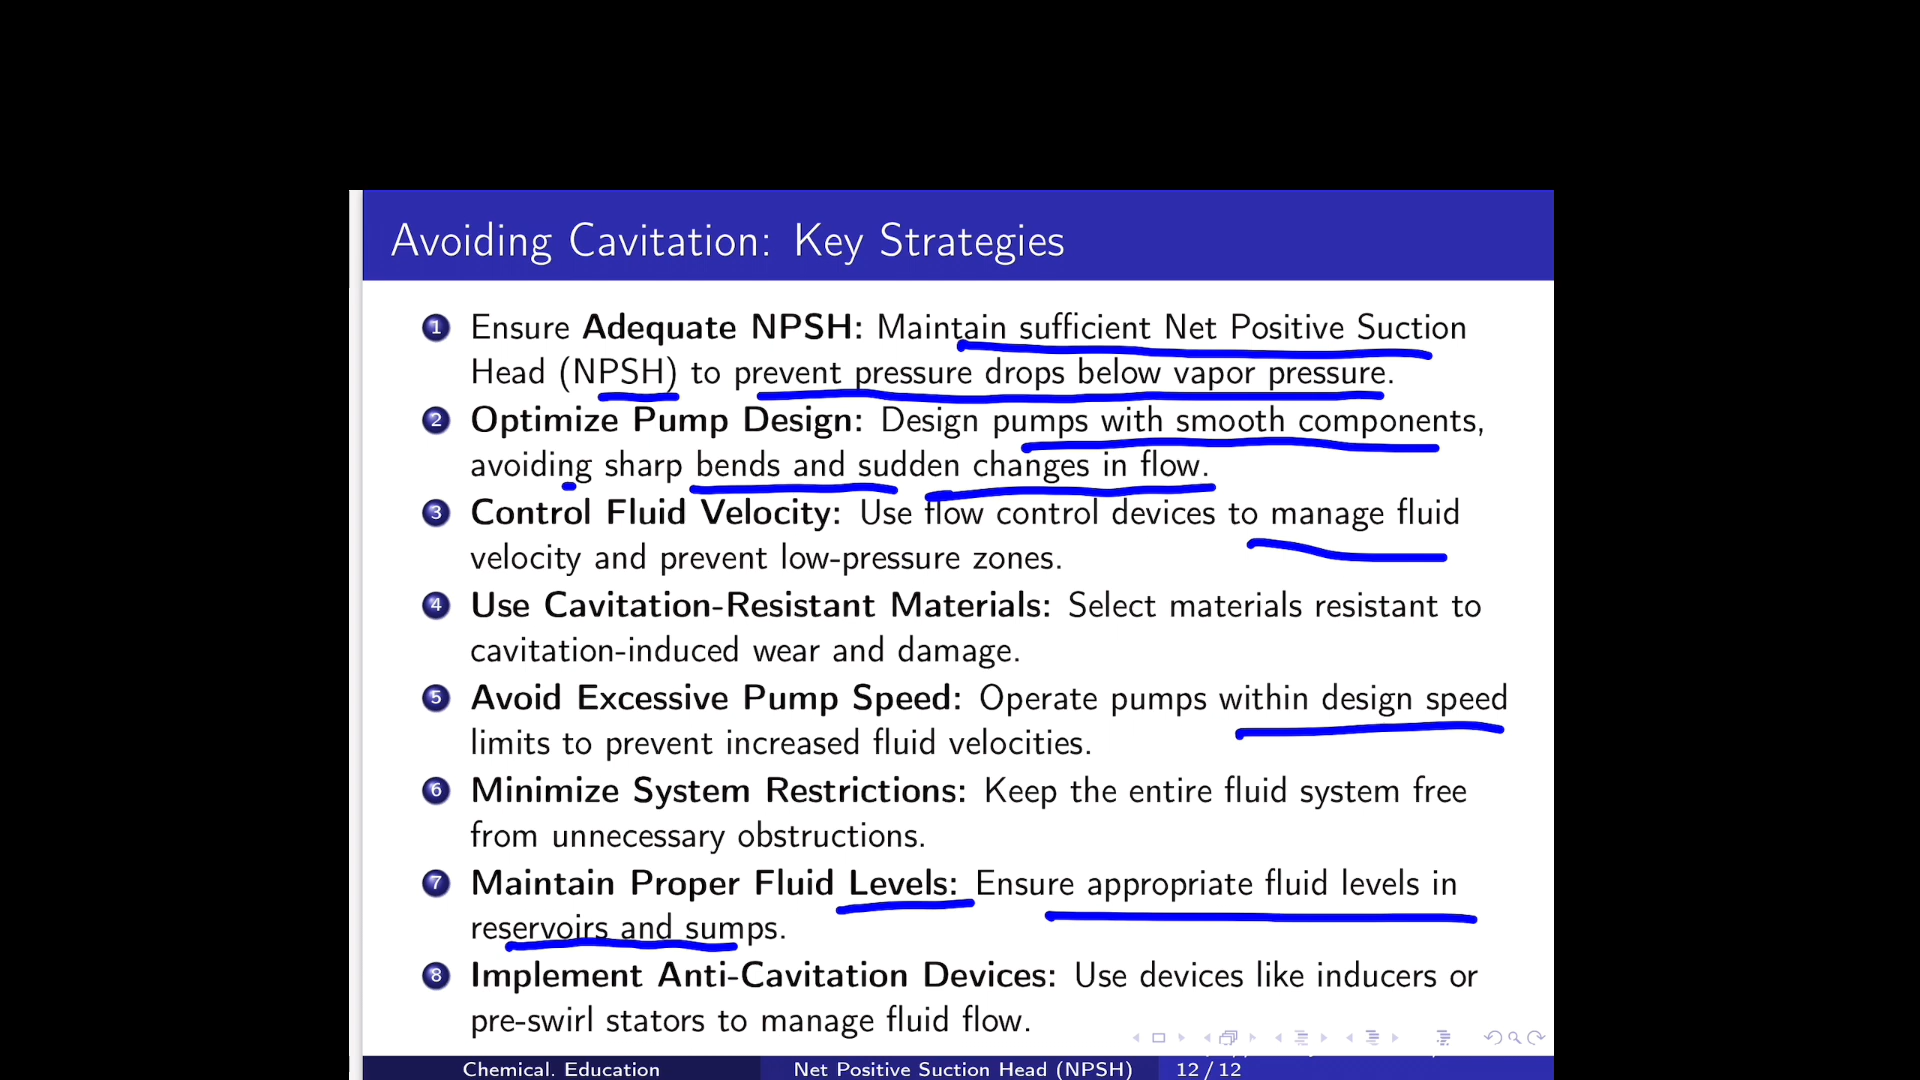 Avoiding Cavitation: Key Strategies
1 Ensure Adequate NPSH: Maintain sufficient Net Positive Suction
Head (NPSH) to prevent pressure drops below vapor pressure.
2 Optimize Pump Design: Design pumps with smooth components,
avoiding sharp bends and sudden changes in flow.
3 Control Fluid Velocity: Use flow control devices to manage fluid
velocity and prevent low-pressure zones.
4 Use Cavitation-Resistant Materials: Select materials resistant to
cavitation-induced wear and damage.
5 Avoid Excessive Pump Speed: Operate pumps within design speed
limits to prevent increased fluid velocities.
6 Minimize System Restrictions: Keep the entire fluid system free
from unnecessary obstructions.
7 Maintain Proper Fluid Levels: Ensure appropriate fluid levels in
reservoirs and sumps.
8 Implement Anti-Cavitation Devices: Use devices like inducers or
pre-swirl stators to manage fluid flow.
Chemical. Education Net Positive Suction Head (NPSH) 12 / 12